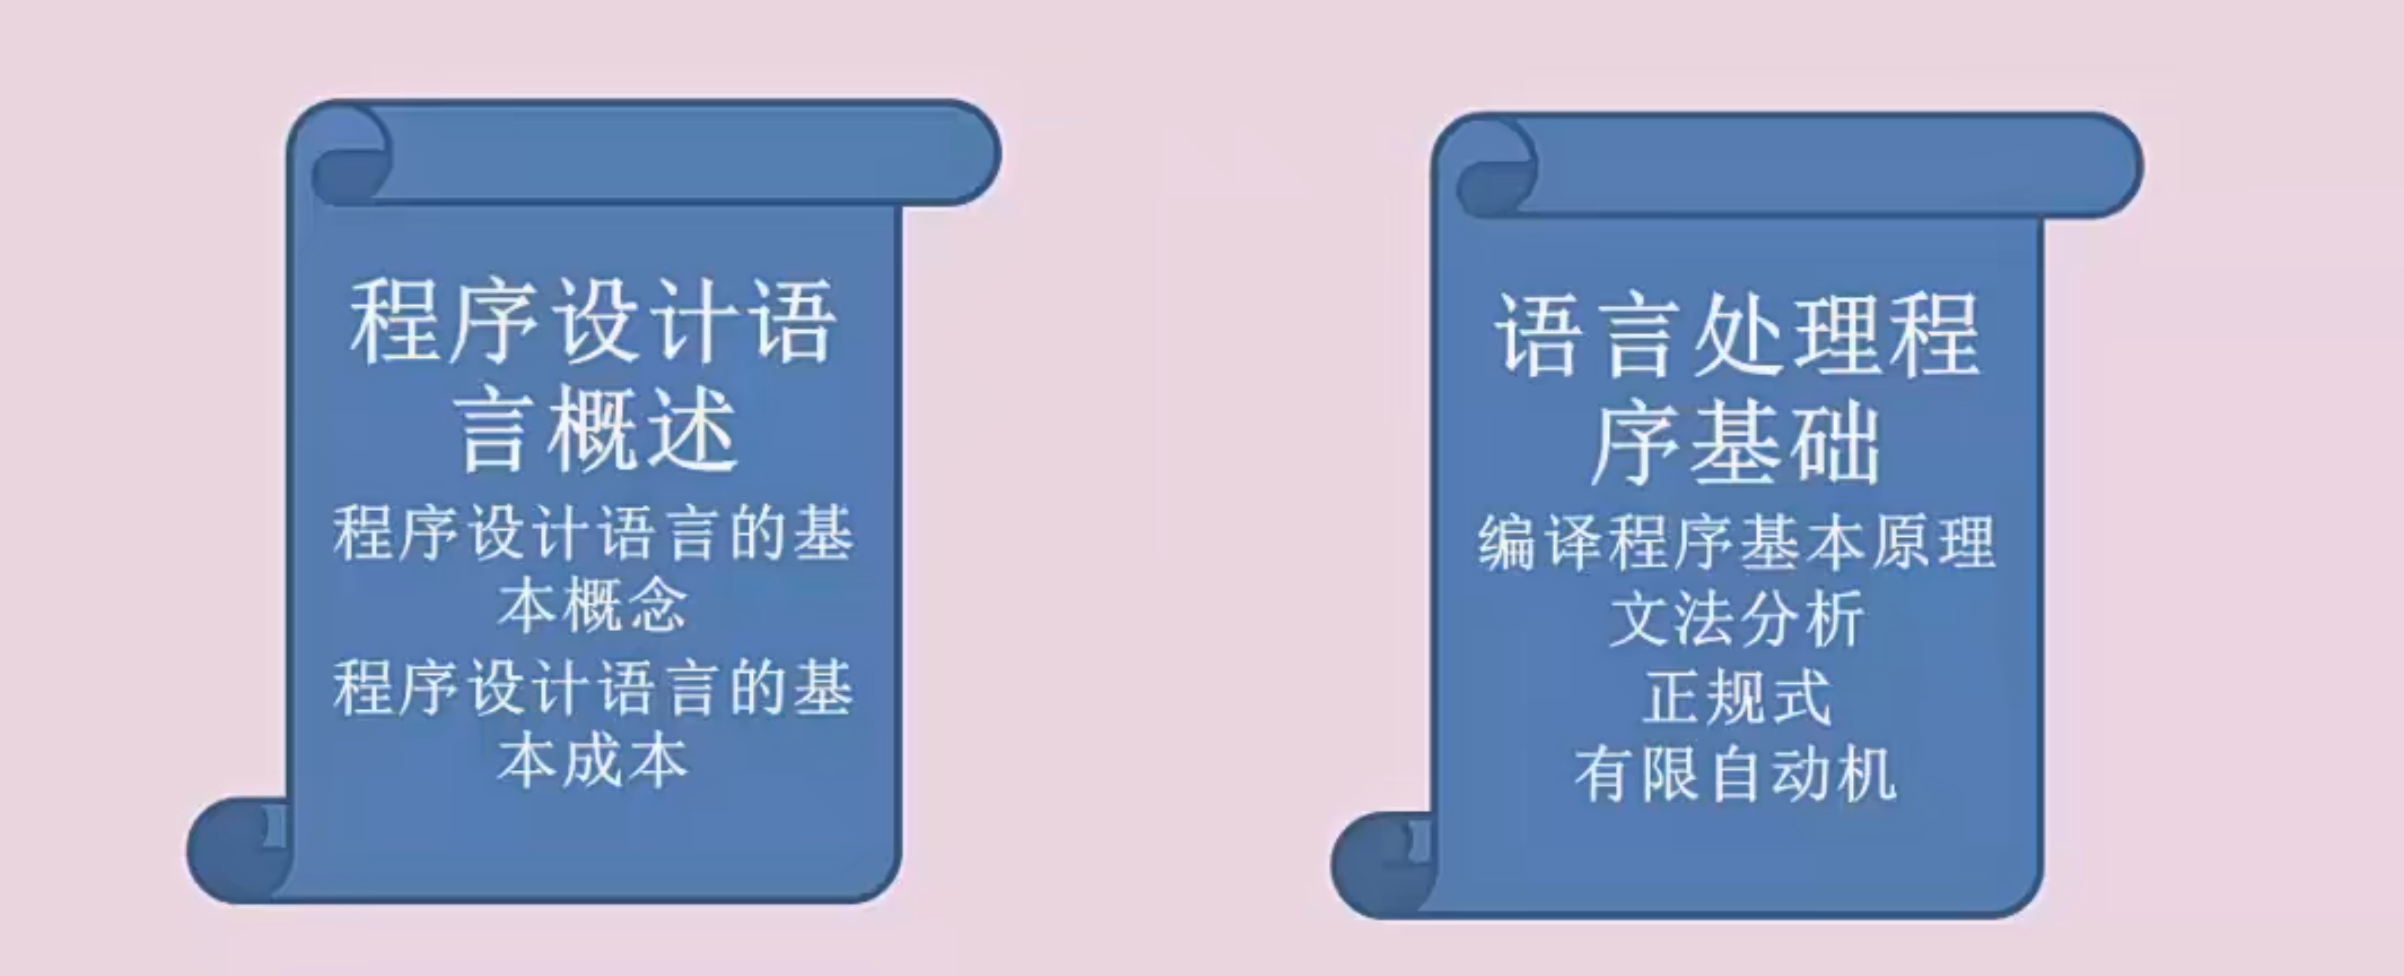 程序设计语
言概述
程序设计语言的基
本概念
程序设计语言的基
本成本
语言处理程
序基础
编译程序基本原理
文法分析
正规式
有限自动机